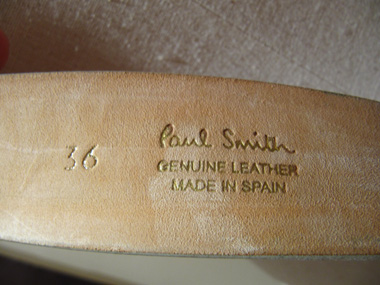 36
Paul Smith
GENUINE LEATHER
MADE IN SPAIN